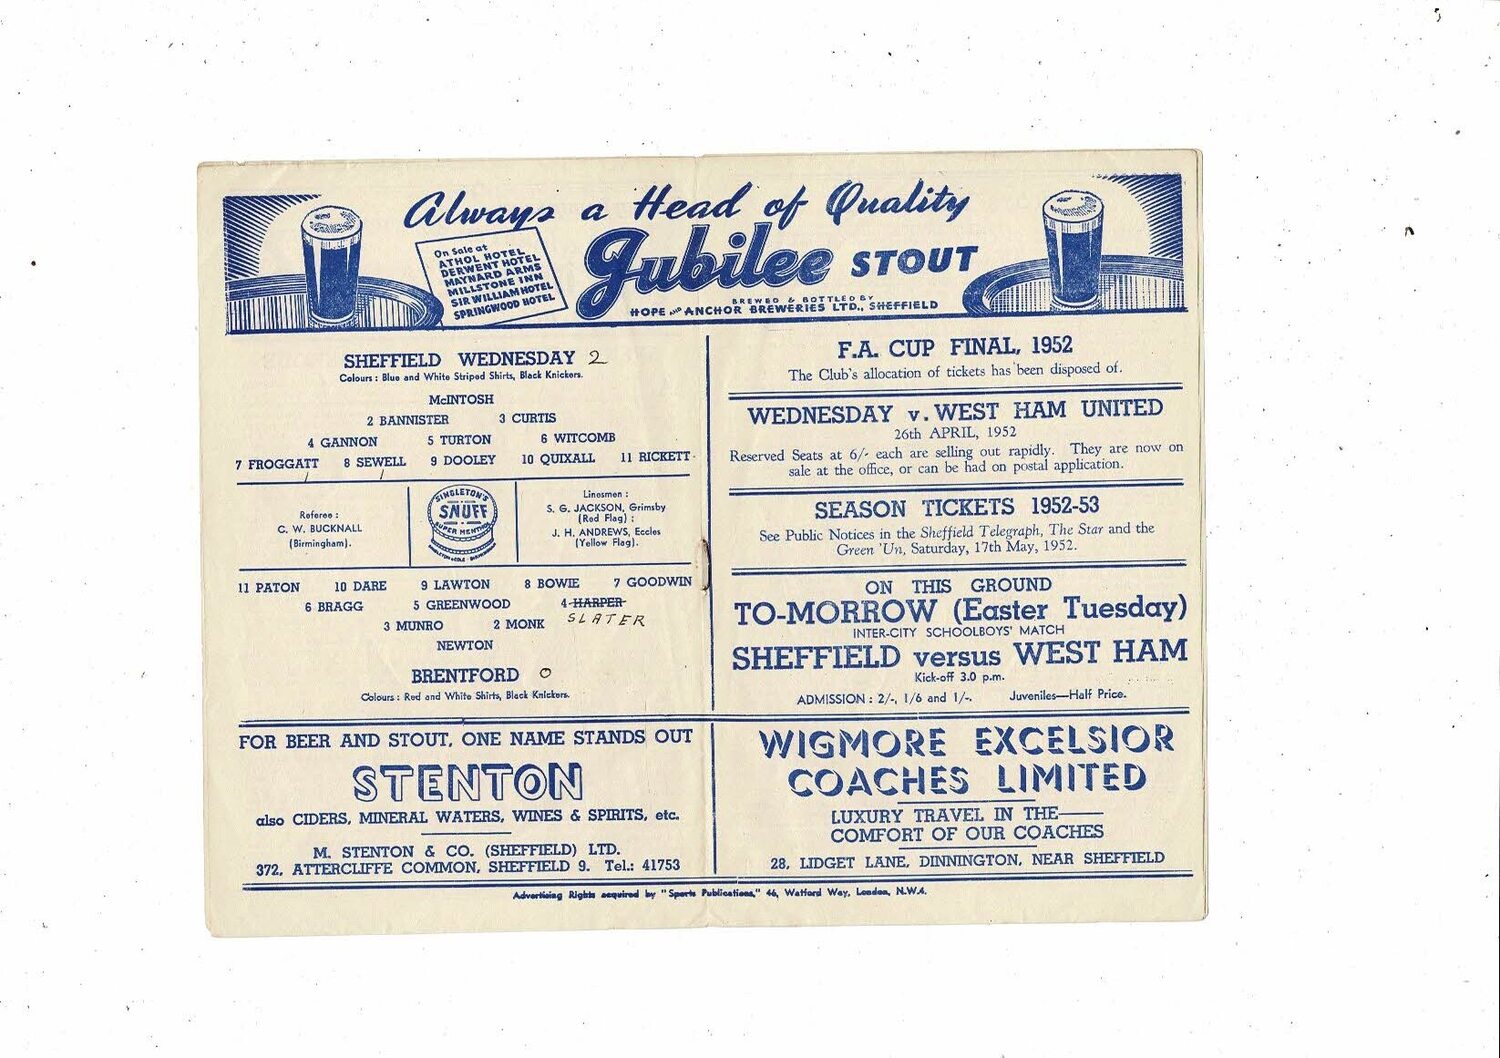 Always a Head of Quality
On Sale at
ATHOL HOTEL
DERWENT HOTEL
MAYNARD ARMS
MILLSTONE INN
SIR WILLIAM HOTEL
SPRINGWOOD HOTEL
Jubilee STOUT
BREWED & BOTTLED BY
HOPE AND ANCHOR BREWERIES LTD., SHEFFIELD
SHEFFIELD WEDNESDAY 2
Colours : Blue and White Striped Shirts, Black Knickers.
McINTOSH
2 BANNISTER 3 CURTIS
4 GANNON 5 TURTON 6 WITCOMB
7 FROGGATT 8 SEWELL 9 DOOLEY 10 QUIXALL 11 RICKETT
Referee :
C. W. BUCKNALL
(Birmingham).
SINGLETON'S
SNUFF
SUPER MENTHOL
Linesmen :
S. G. JACKSON, Grimsby
(Red Flag) :
J. H. ANDREWS, Eccles
(Yellow Flag).
11 PATON 10 DARE 9 LAWTON 8 BOWIE 7 GOODWIN
6 BRAGG 5 GREENWOOD 4 HARPER
SLATER
3 MUNRO 2 MONK
NEWTON
BRENTFORD 0
Colours : Red and White Shirts, Black Knickers.
F.A. CUP FINAL, 1952
The Club's allocation of tickets has been disposed of.
WEDNESDAY v. WEST HAM UNITED
26th APRIL, 1952
Reserved Seats at 6/- each are selling out rapidly. They are now on
sale at the office, or can be had on postal application.
SEASON TICKETS 1952-53
See Public Notices in the Sheffield Telegraph, The Star and the
Green 'Un, Saturday, 17th May, 1952.
ON THIS GROUND
TO-MORROW (Easter Tuesday)
INTER-CITY SCHOOLBOYS' MATCH
SHEFFIELD versus WEST HAM
Kick-off 3.0 p.m.
ADMISSION : 2/-, 1/6 and 1/-. Juveniles—Half Price.
FOR BEER AND STOUT, ONE NAME STANDS OUT
STENTON
also CIDERS, MINERAL WATERS, WINES & SPIRITS, etc.
M. STENTON & CO. (SHEFFIELD) LTD.
372, ATTERCLIFFE COMMON, SHEFFIELD 9. Tel.: 41753
WIGMORE EXCELSIOR
COACHES LIMITED
LUXURY TRAVEL IN THE—
COMFORT OF OUR COACHES
28, LIDGET LANE, DINNINGTON, NEAR SHEFFIELD
Advertising Rights acquired by "Sports Publications," 46, Watford Way, London, N.W.4.